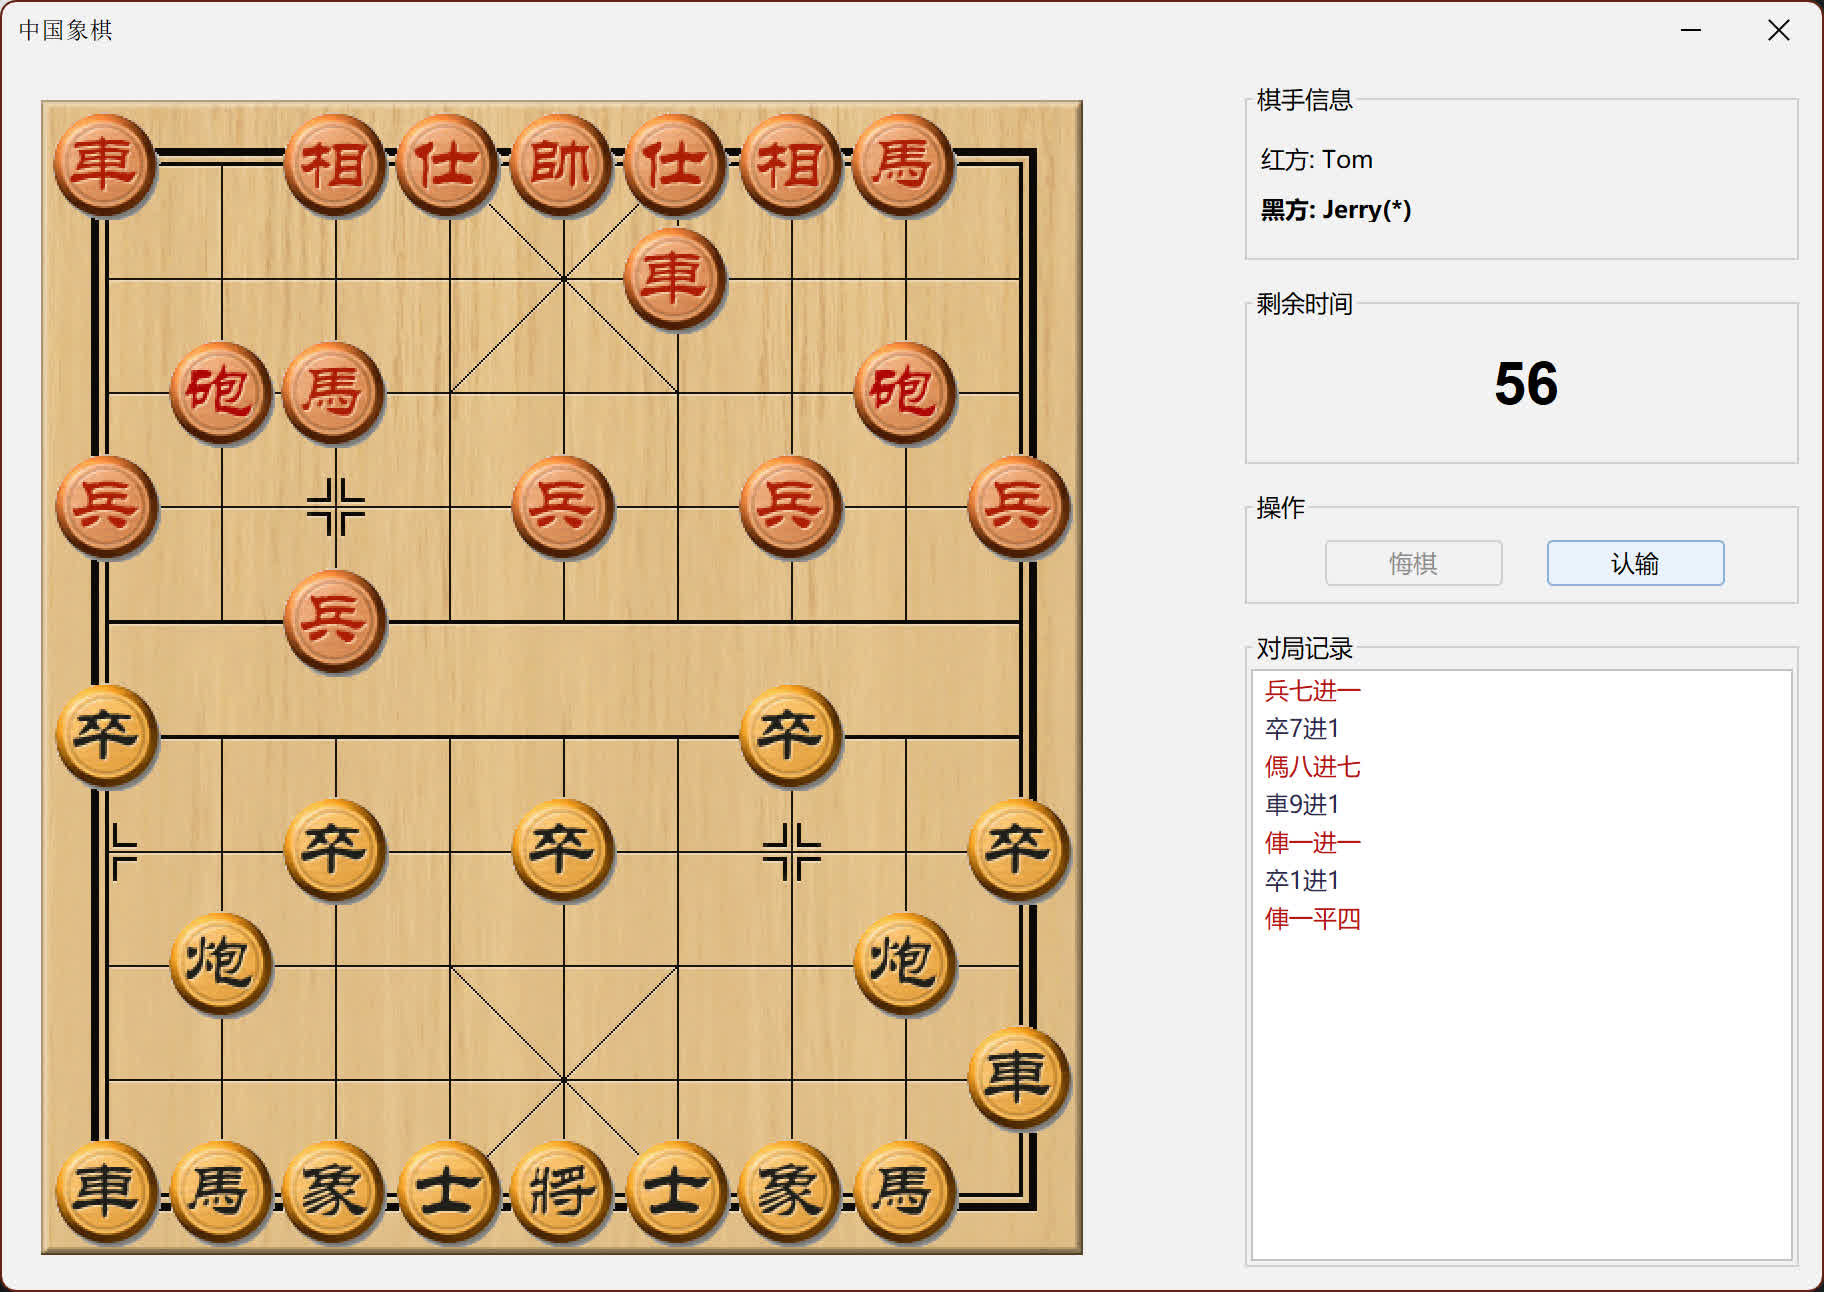 中国象棋
車 相 仕 帥 仕 相 馬
車
砲 馬 砲
兵 兵 兵 兵
兵
卒 卒
卒 卒 卒
炮 炮
車
車 馬 象 士 將 士 象 馬
棋手信息
红方: Tom
黑方: Jerry(*)
剩余时间
56
操作
悔棋 认输
对局记录
兵七进一
卒7进1
傌八进七
車9进1
俥一进一
卒1进1
俥一平四